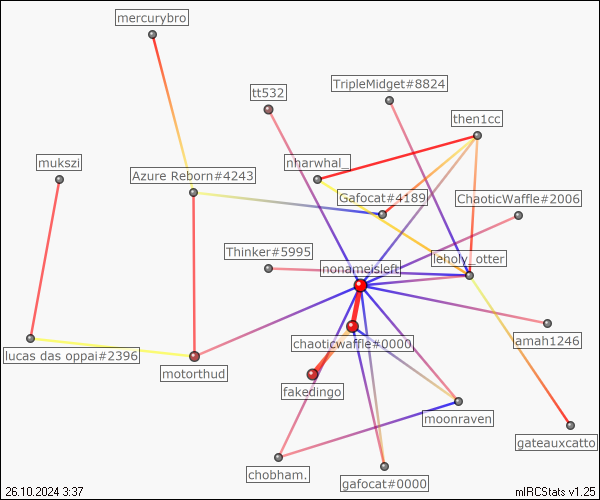 mercurybro
tt532
TripleMidget#8824
then1cc
mukszi
Azure Reborn#4243
nharwhal_
Gafocat#4189
ChaoticWaffle#2006
Thinker#5995
nonameisleft
leholy_otter
lucas das oppai#2396
motorthud
chaoticwaffle#0000
amah1246
fakedingo
moonraven
gateauxcatto
chobham.
gafocat#0000
26.10.2024 3:37
mIRCStats v1.25